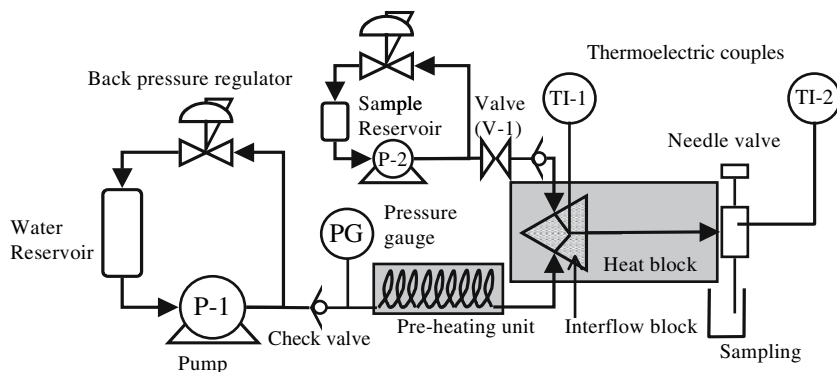 Thermoelectric couples
Back pressure regulator
Sample
Reservoir
Valve
(V-1)
TI-1
TI-2
P-2
Needle valve
Water
Reservoir
PG
Pressure
gauge
Heat block
P-1
Check valve
Pre-heating unit
Interflow block
Pump
Sampling